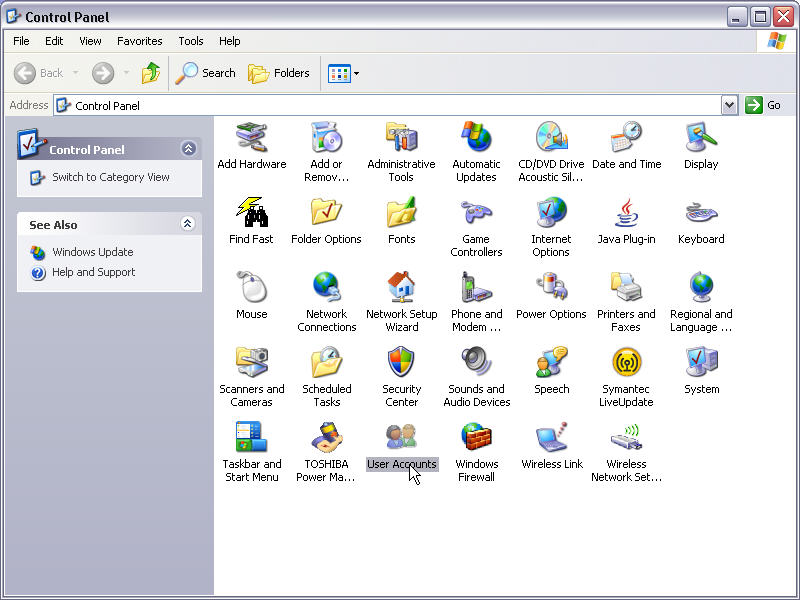 Control Panel
File Edit View Favorites Tools Help
Back Search Folders
Address Control Panel Go
Control Panel
Switch to Category View
See Also
Windows Update
Help and Support
Add Hardware
Add or
Remov...
Administrative
Tools
Automatic
Updates
CD/DVD Drive
Acoustic Sil...
Date and Time
Display
Find Fast
Folder Options
Fonts
Game
Controllers
Internet
Options
Java Plug-in
Keyboard
Mouse
Network
Connections
Network Setup
Wizard
Phone and
Modem ...
Power Options
Printers and
Faxes
Regional and
Language ...
Scanners and
Cameras
Scheduled
Tasks
Security
Center
Sounds and
Audio Devices
Speech
Symantec
LiveUpdate
System
Taskbar and
Start Menu
TOSHIBA
Power Ma...
User Accounts
Windows
Firewall
Wireless Link
Wireless
Network Set...